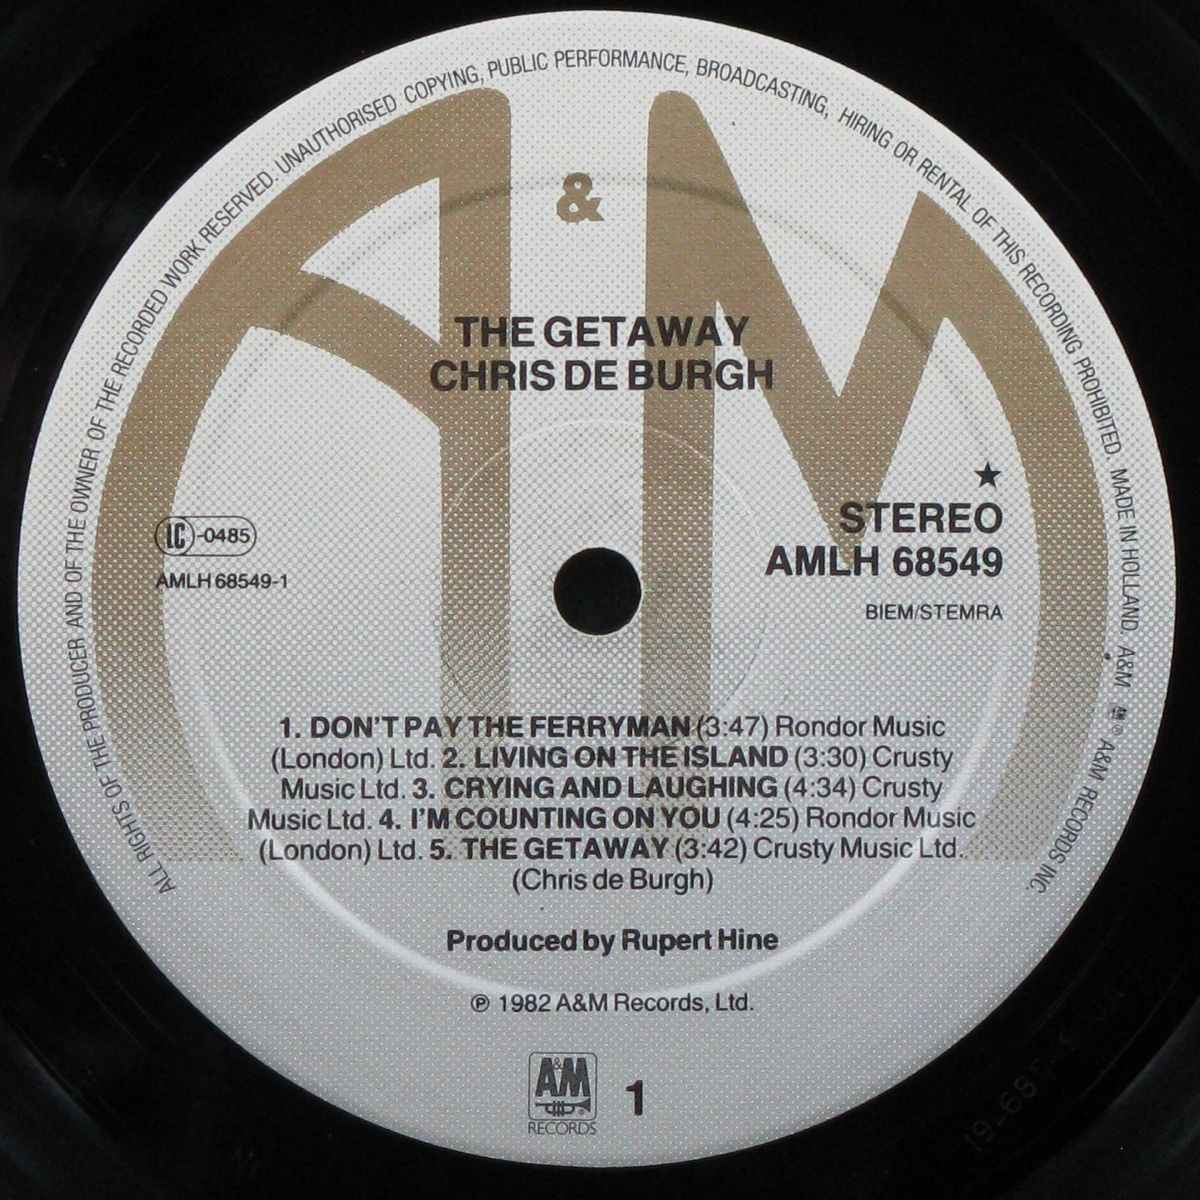 ALL RIGHTS OF THE PRODUCER AND OF THE OWNER OF THE RECORDED WORK RESERVED. UNAUTHORISED COPYING, PUBLIC PERFORMANCE, BROADCASTING, HIRING OR RENTAL OF THIS RECORDING PROHIBITED. MADE IN HOLLAND. A&M ® A&M RECORDS INC.
A & M
THE GETAWAY
CHRIS DE BURGH
LC-0485
AMLH 68549-1
★
STEREO
AMLH 68549
BIEM/STEMRA
1. DON'T PAY THE FERRYMAN (3:47) Rondor Music
(London) Ltd. 2. LIVING ON THE ISLAND (3:30) Crusty
Music Ltd. 3. CRYING AND LAUGHING (4:34) Crusty
Music Ltd. 4. I'M COUNTING ON YOU (4:25) Rondor Music
(London) Ltd. 5. THE GETAWAY (3:42) Crusty Music Ltd.
(Chris de Burgh)
Produced by Rupert Hine
℗ 1982 A&M Records, Ltd.
A&M
RECORDS
1